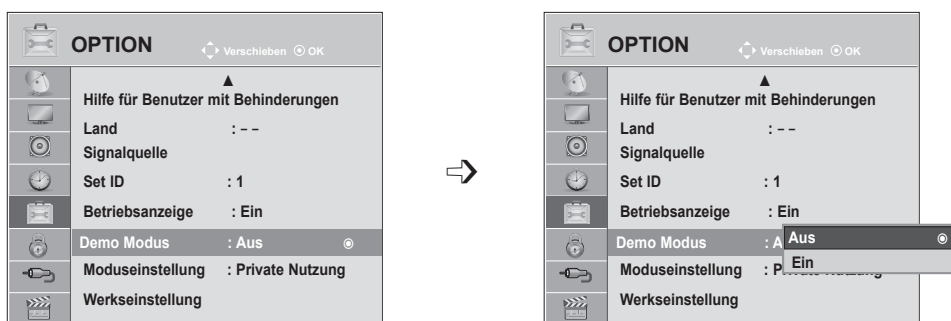 OPTION Verschieben OK
Hilfe für Benutzer mit Behinderungen
Land : – –
Signalquelle
Set ID : 1
Betriebsanzeige : Ein
Demo Modus : Aus
Moduseinstellung : Private Nutzung
Werkseinstellung
OPTION Verschieben OK
Hilfe für Benutzer mit Behinderungen
Land : – –
Signalquelle
Set ID : 1
Betriebsanzeige : Ein
Demo Modus : A
Aus
Ein
Moduseinstellung : Private Nutzung
Werkseinstellung